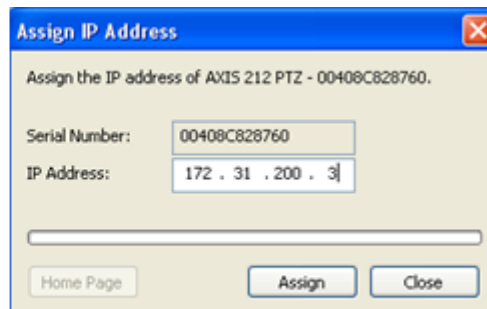 Assign IP Address
Assign the IP address of AXIS 212 PTZ - 00408C828760.
Serial Number: 00408C828760
IP Address: 172 . 31 . 200 . 3
Home Page Assign Close